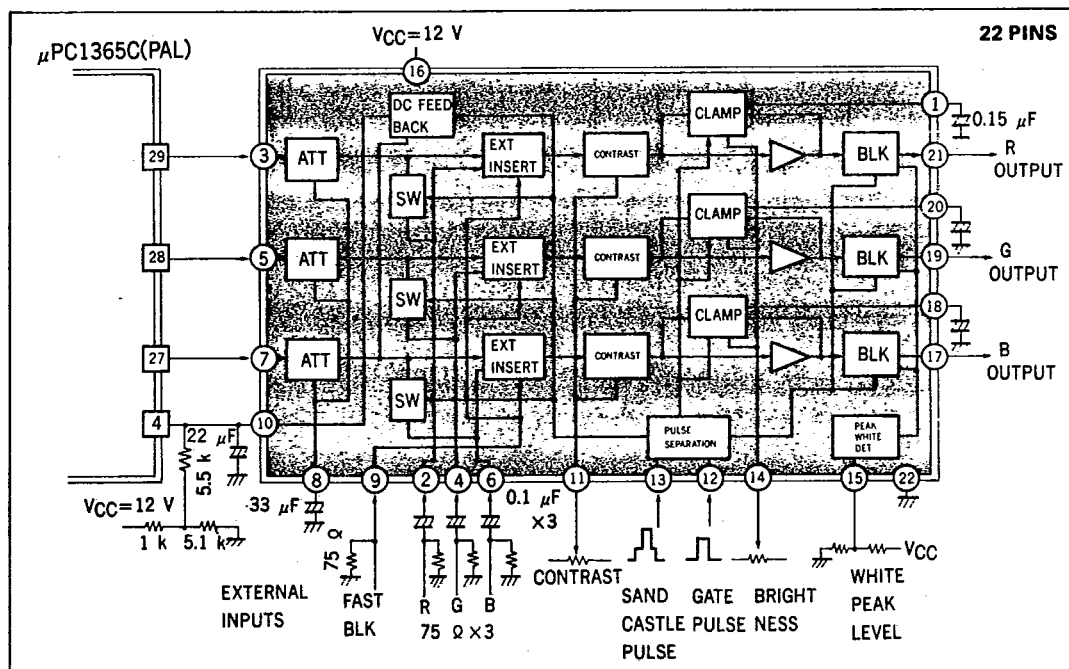 22 PINS
VCC=12 V
μPC1365C(PAL)
16
1
DC FEED
BACK
CLAMP
0.15 μF
R
OUTPUT
29
3
ATT
EXT
INSERT
CONTRAST
BLK
21
SW
CLAMP
20
28
5
ATT
EXT
INSERT
CONTRAST
BLK
19
G
OUTPUT
SW
CLAMP
18
27
7
ATT
EXT
INSERT
CONTRAST
BLK
17
B
OUTPUT
SW
4
10
PULSE
SEPARATION
PEAK
WHITE
DET
22 μF
5.5 k
8
9
2
4
6
11
13
12
14
15
22
VCC=12 V
33 μF
0.1 μF
×3
1 k
5.1 k
75 Ω
VCC
EXTERNAL
INPUTS
FAST
BLK
R G B
75 Ω ×3
CONTRAST
SAND
CASTLE
PULSE
GATE
PULSE
BRIGHT
NESS
WHITE
PEAK
LEVEL